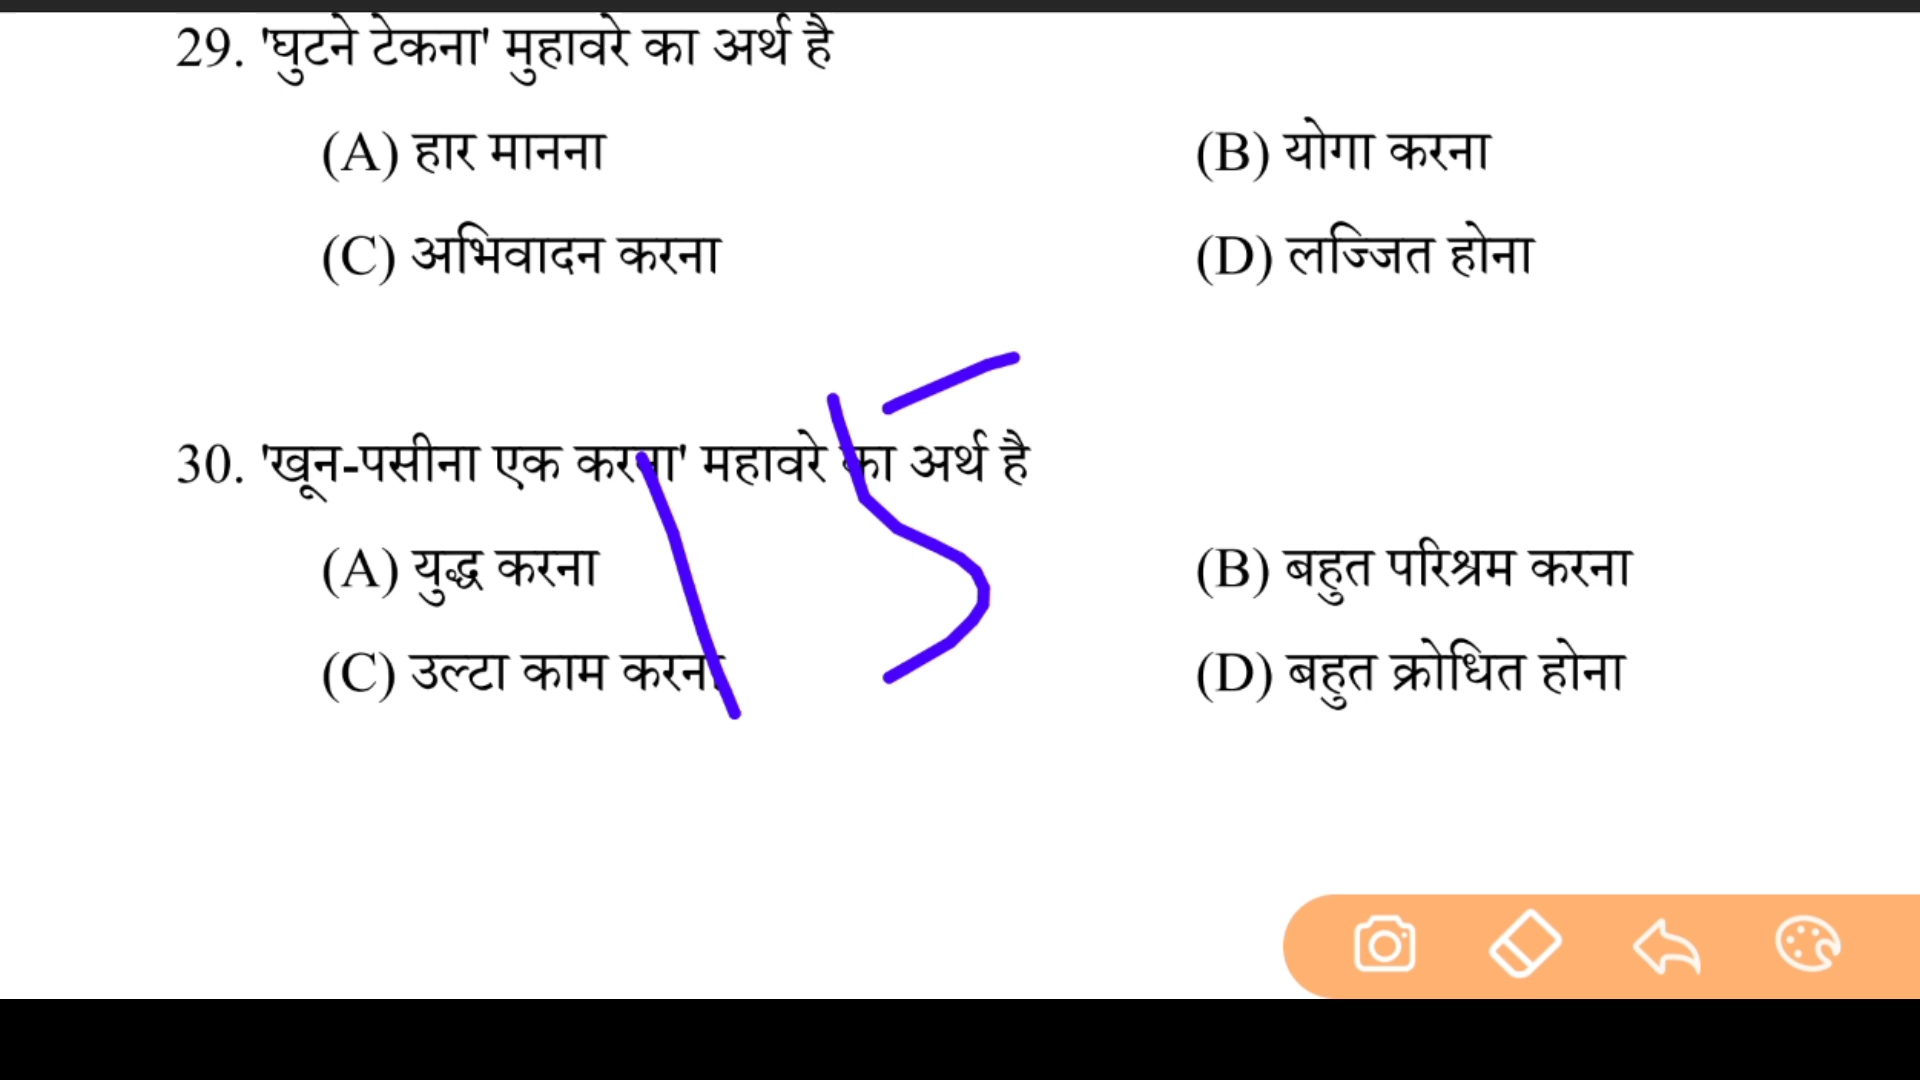 29. 'घुटने टेकना' मुहावरे का अर्थ है
(A) हार मानना (B) योगा करना
(C) अभिवादन करना (D) लज्जित होना
15
30. 'खून-पसीना एक करना' महावरे का अर्थ है
(A) युद्ध करना (B) बहुत परिश्रम करना
(C) उल्टा काम करना (D) बहुत क्रोधित होना